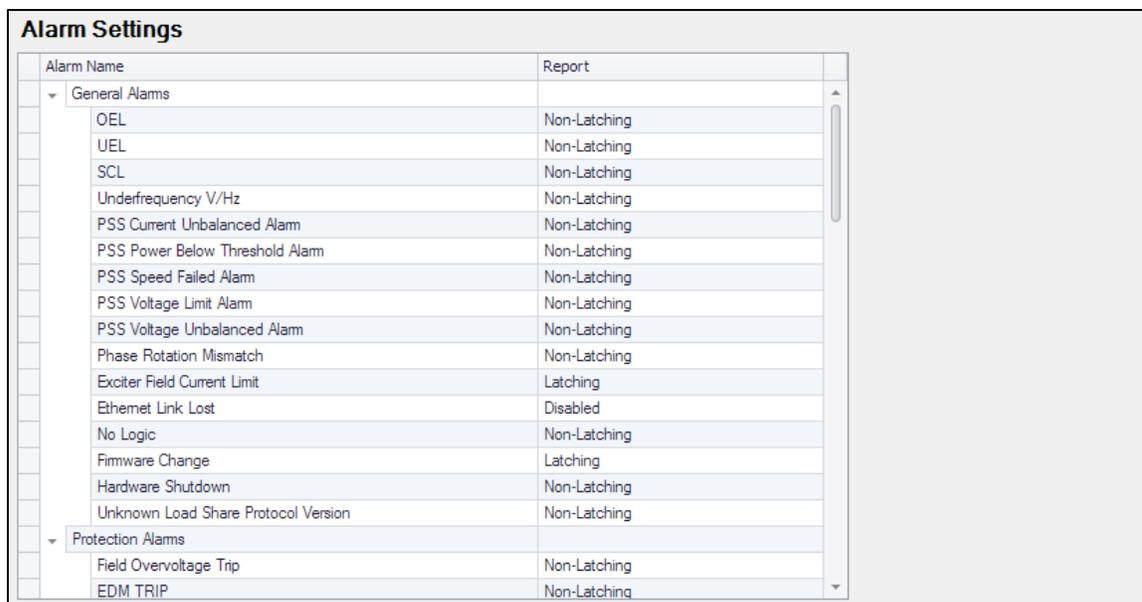 Alarm Settings
Alarm Name Report
General Alarms
OEL Non-Latching
UEL Non-Latching
SCL Non-Latching
Underfrequency V/Hz Non-Latching
PSS Current Unbalanced Alarm Non-Latching
PSS Power Below Threshold Alarm Non-Latching
PSS Speed Failed Alarm Non-Latching
PSS Voltage Limit Alarm Non-Latching
PSS Voltage Unbalanced Alarm Non-Latching
Phase Rotation Mismatch Non-Latching
Exciter Field Current Limit Latching
Ethernet Link Lost Disabled
No Logic Non-Latching
Firmware Change Latching
Hardware Shutdown Non-Latching
Unknown Load Share Protocol Version Non-Latching
Protection Alarms
Field Overvoltage Trip Non-Latching
EDM TRIP Non-Latching